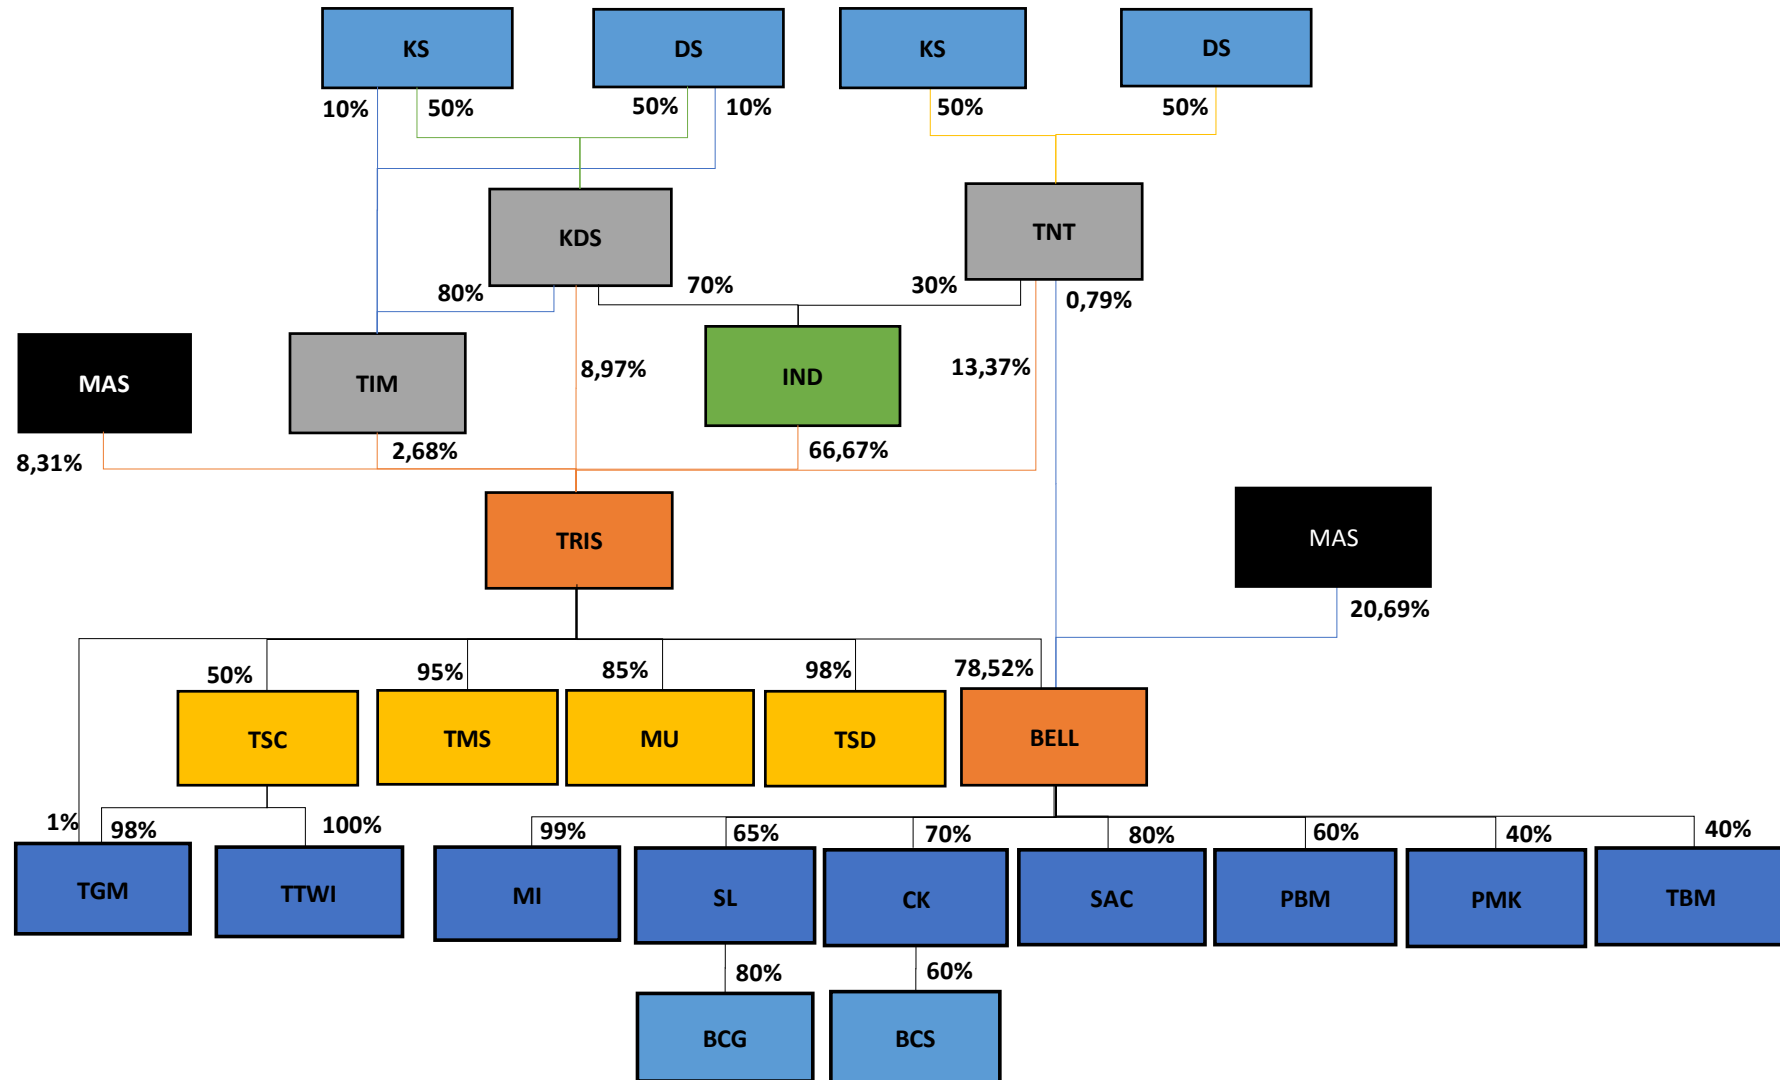 KS
DS
KS
DS
10%
50%
50%
10%
50%
50%
KDS
TNT
80%
70%
30%
0,79%
MAS
TIM
8,97%
IND
13,37%
8,31%
2,68%
66,67%
TRIS
MAS
20,69%
50%
95%
85%
98%
78,52%
TSC
TMS
MU
TSD
BELL
1%
98%
100%
99%
65%
70%
80%
60%
40%
40%
TGM
TTWI
MI
SL
CK
SAC
PBM
PMK
TBM
80%
60%
BCG
BCS